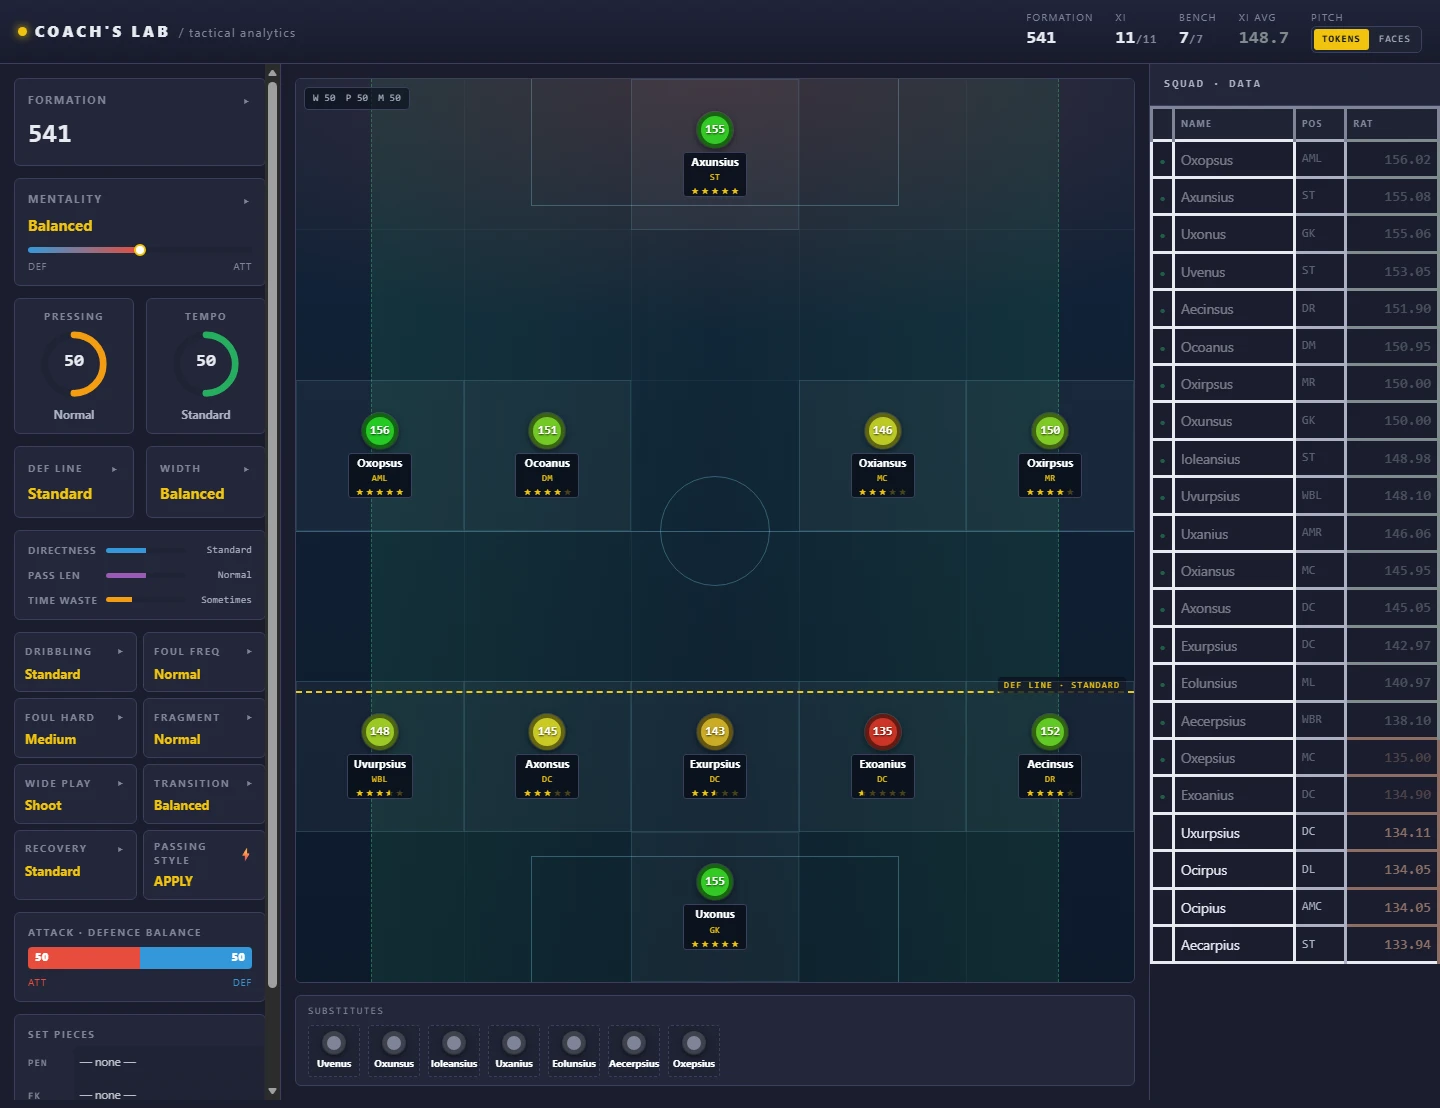 COACH'S LAB / tactical analytics
FORMATION
541
XI
11/11
BENCH
7/7
XI AVG
148.7
PITCH
TOKENS FACES
FORMATION ▸
541
MENTALITY ▸
Balanced
DEF ATT
PRESSING
50
Normal
TEMPO
50
Standard
DEF LINE ▸
Standard
WIDTH ▸
Balanced
DIRECTNESS Standard
PASS LEN Normal
TIME WASTE Sometimes
DRIBBLING ▸
Standard
FOUL FREQ ▸
Normal
FOUL HARD ▸
Medium
FRAGMENT ▸
Normal
WIDE PLAY ▸
Shoot
TRANSITION ▸
Balanced
RECOVERY ▸
Standard
PASSING STYLE
APPLY
ATTACK · DEFENCE BALANCE
50 50
ATT DEF
SET PIECES
PEN — none —
FK — none —
W 50 P 50 M 50
155
Axunsius
ST
156
Oxopsus
AML
151
Ocoanus
DM
146
Oxiansus
MC
150
Oxirpsus
MR
DEF LINE · STANDARD
148
Uvurpsius
WBL
145
Axonsus
DC
143
Exurpsius
DC
135
Exoanius
DC
152
Aecinsus
DR
155
Uxonus
GK
SUBSTITUTES
Uvenus Oxunsus Ioleansius Uxanius Eolunsius Aecerpsius Oxepsius
SQUAD · DATA
NAME POS RAT
Oxopsus AML 156.02
Axunsius ST 155.08
Uxonus GK 155.06
Uvenus ST 153.05
Aecinsus DR 151.90
Ocoanus DM 150.95
Oxirpsus MR 150.00
Oxunsus GK 150.00
Ioleansius ST 148.98
Uvurpsius WBL 148.10
Uxanius AMR 146.06
Oxiansus MC 145.95
Axonsus DC 145.05
Exurpsius DC 142.97
Eolunsius ML 140.97
Aecerpsius WBR 138.10
Oxepsius MC 135.00
Exoanius DC 134.90
Uxurpsius DC 134.11
Ocirpus DL 134.05
Ocipius AMC 134.05
Aecarpius ST 133.94